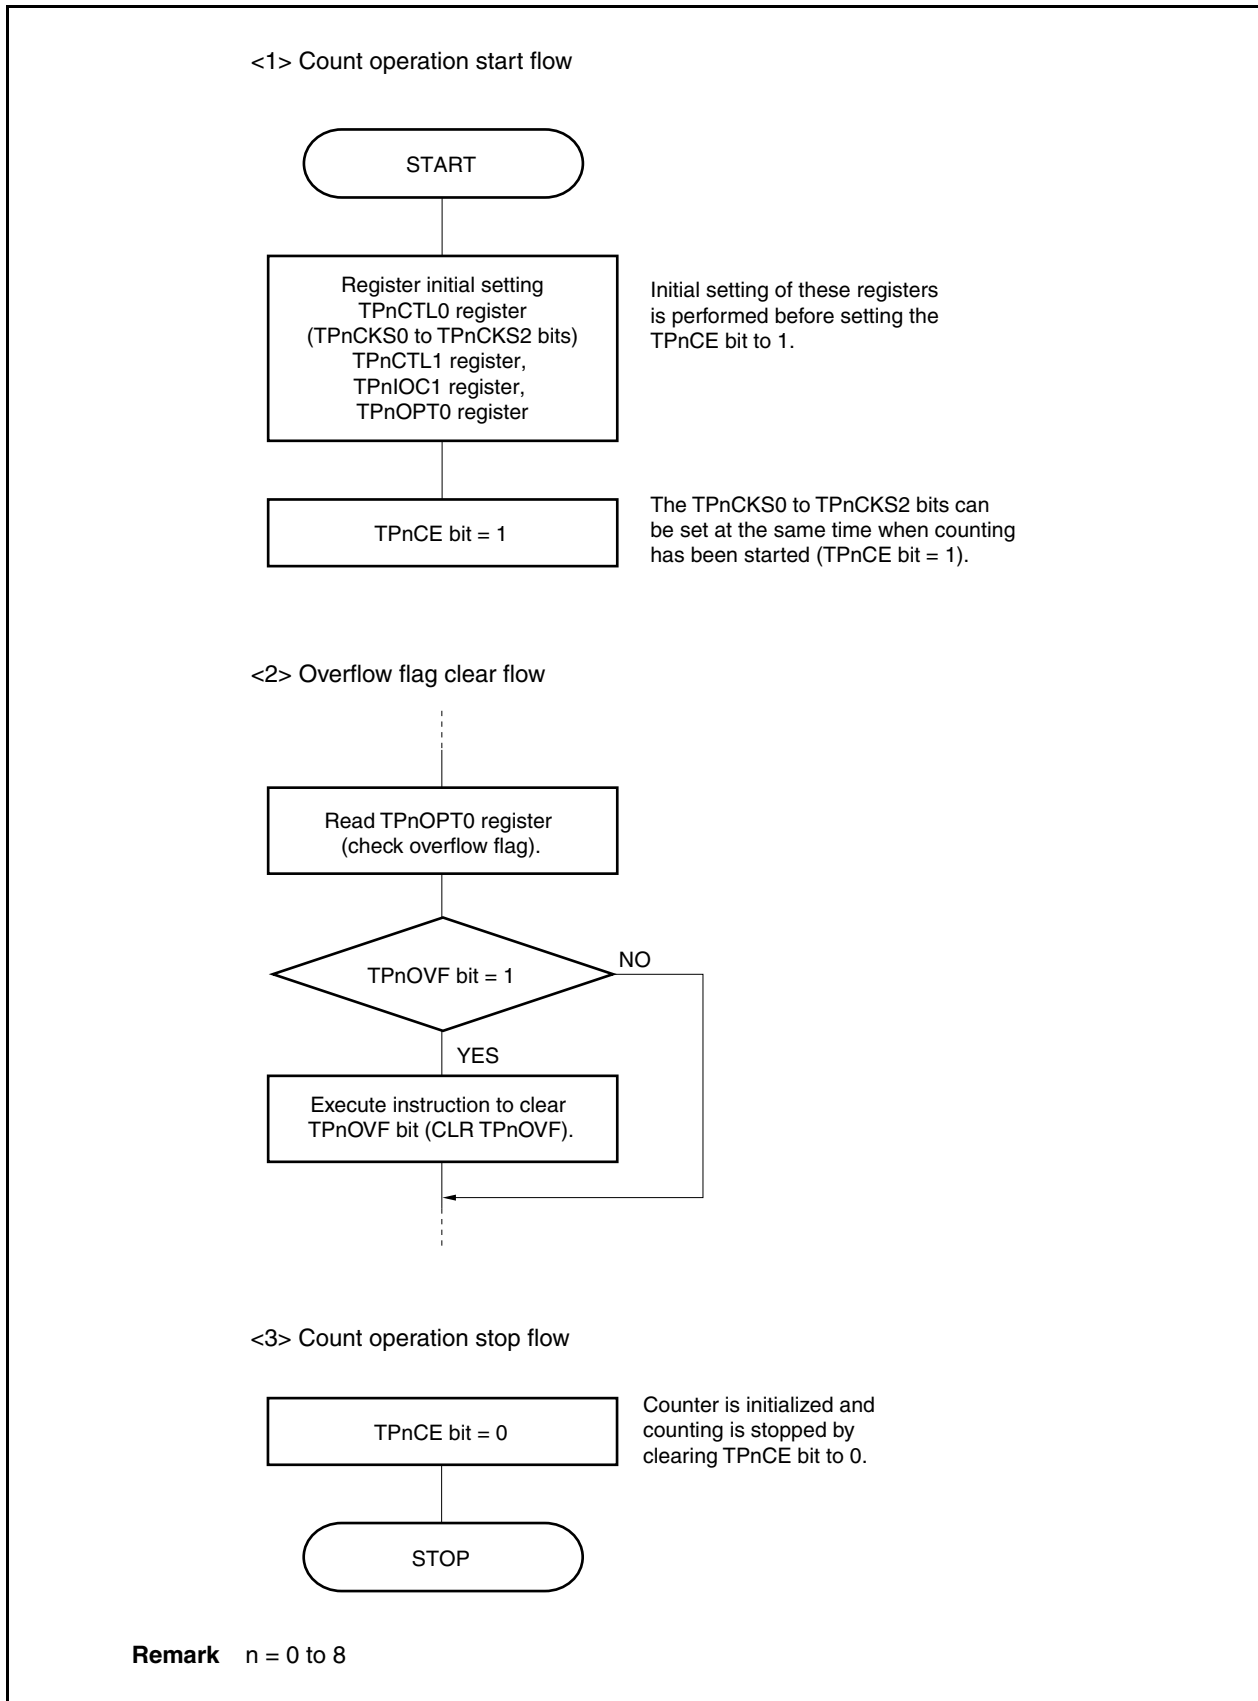 <1> Count operation start flow
START
Register initial setting
TPnCTL0 register
(TPnCKS0 to TPnCKS2 bits)
TPnCTL1 register,
TPnIOC1 register,
TPnOPT0 register
Initial setting of these registers
is performed before setting the
TPnCE bit to 1.
TPnCE bit = 1
The TPnCKS0 to TPnCKS2 bits can
be set at the same time when counting
has been started (TPnCE bit = 1).
<2> Overflow flag clear flow
Read TPnOPT0 register
(check overflow flag).
TPnOVF bit = 1
NO
YES
Execute instruction to clear
TPnOVF bit (CLR TPnOVF).
<3> Count operation stop flow
TPnCE bit = 0
Counter is initialized and
counting is stopped by
clearing TPnCE bit to 0.
STOP
Remark n = 0 to 8